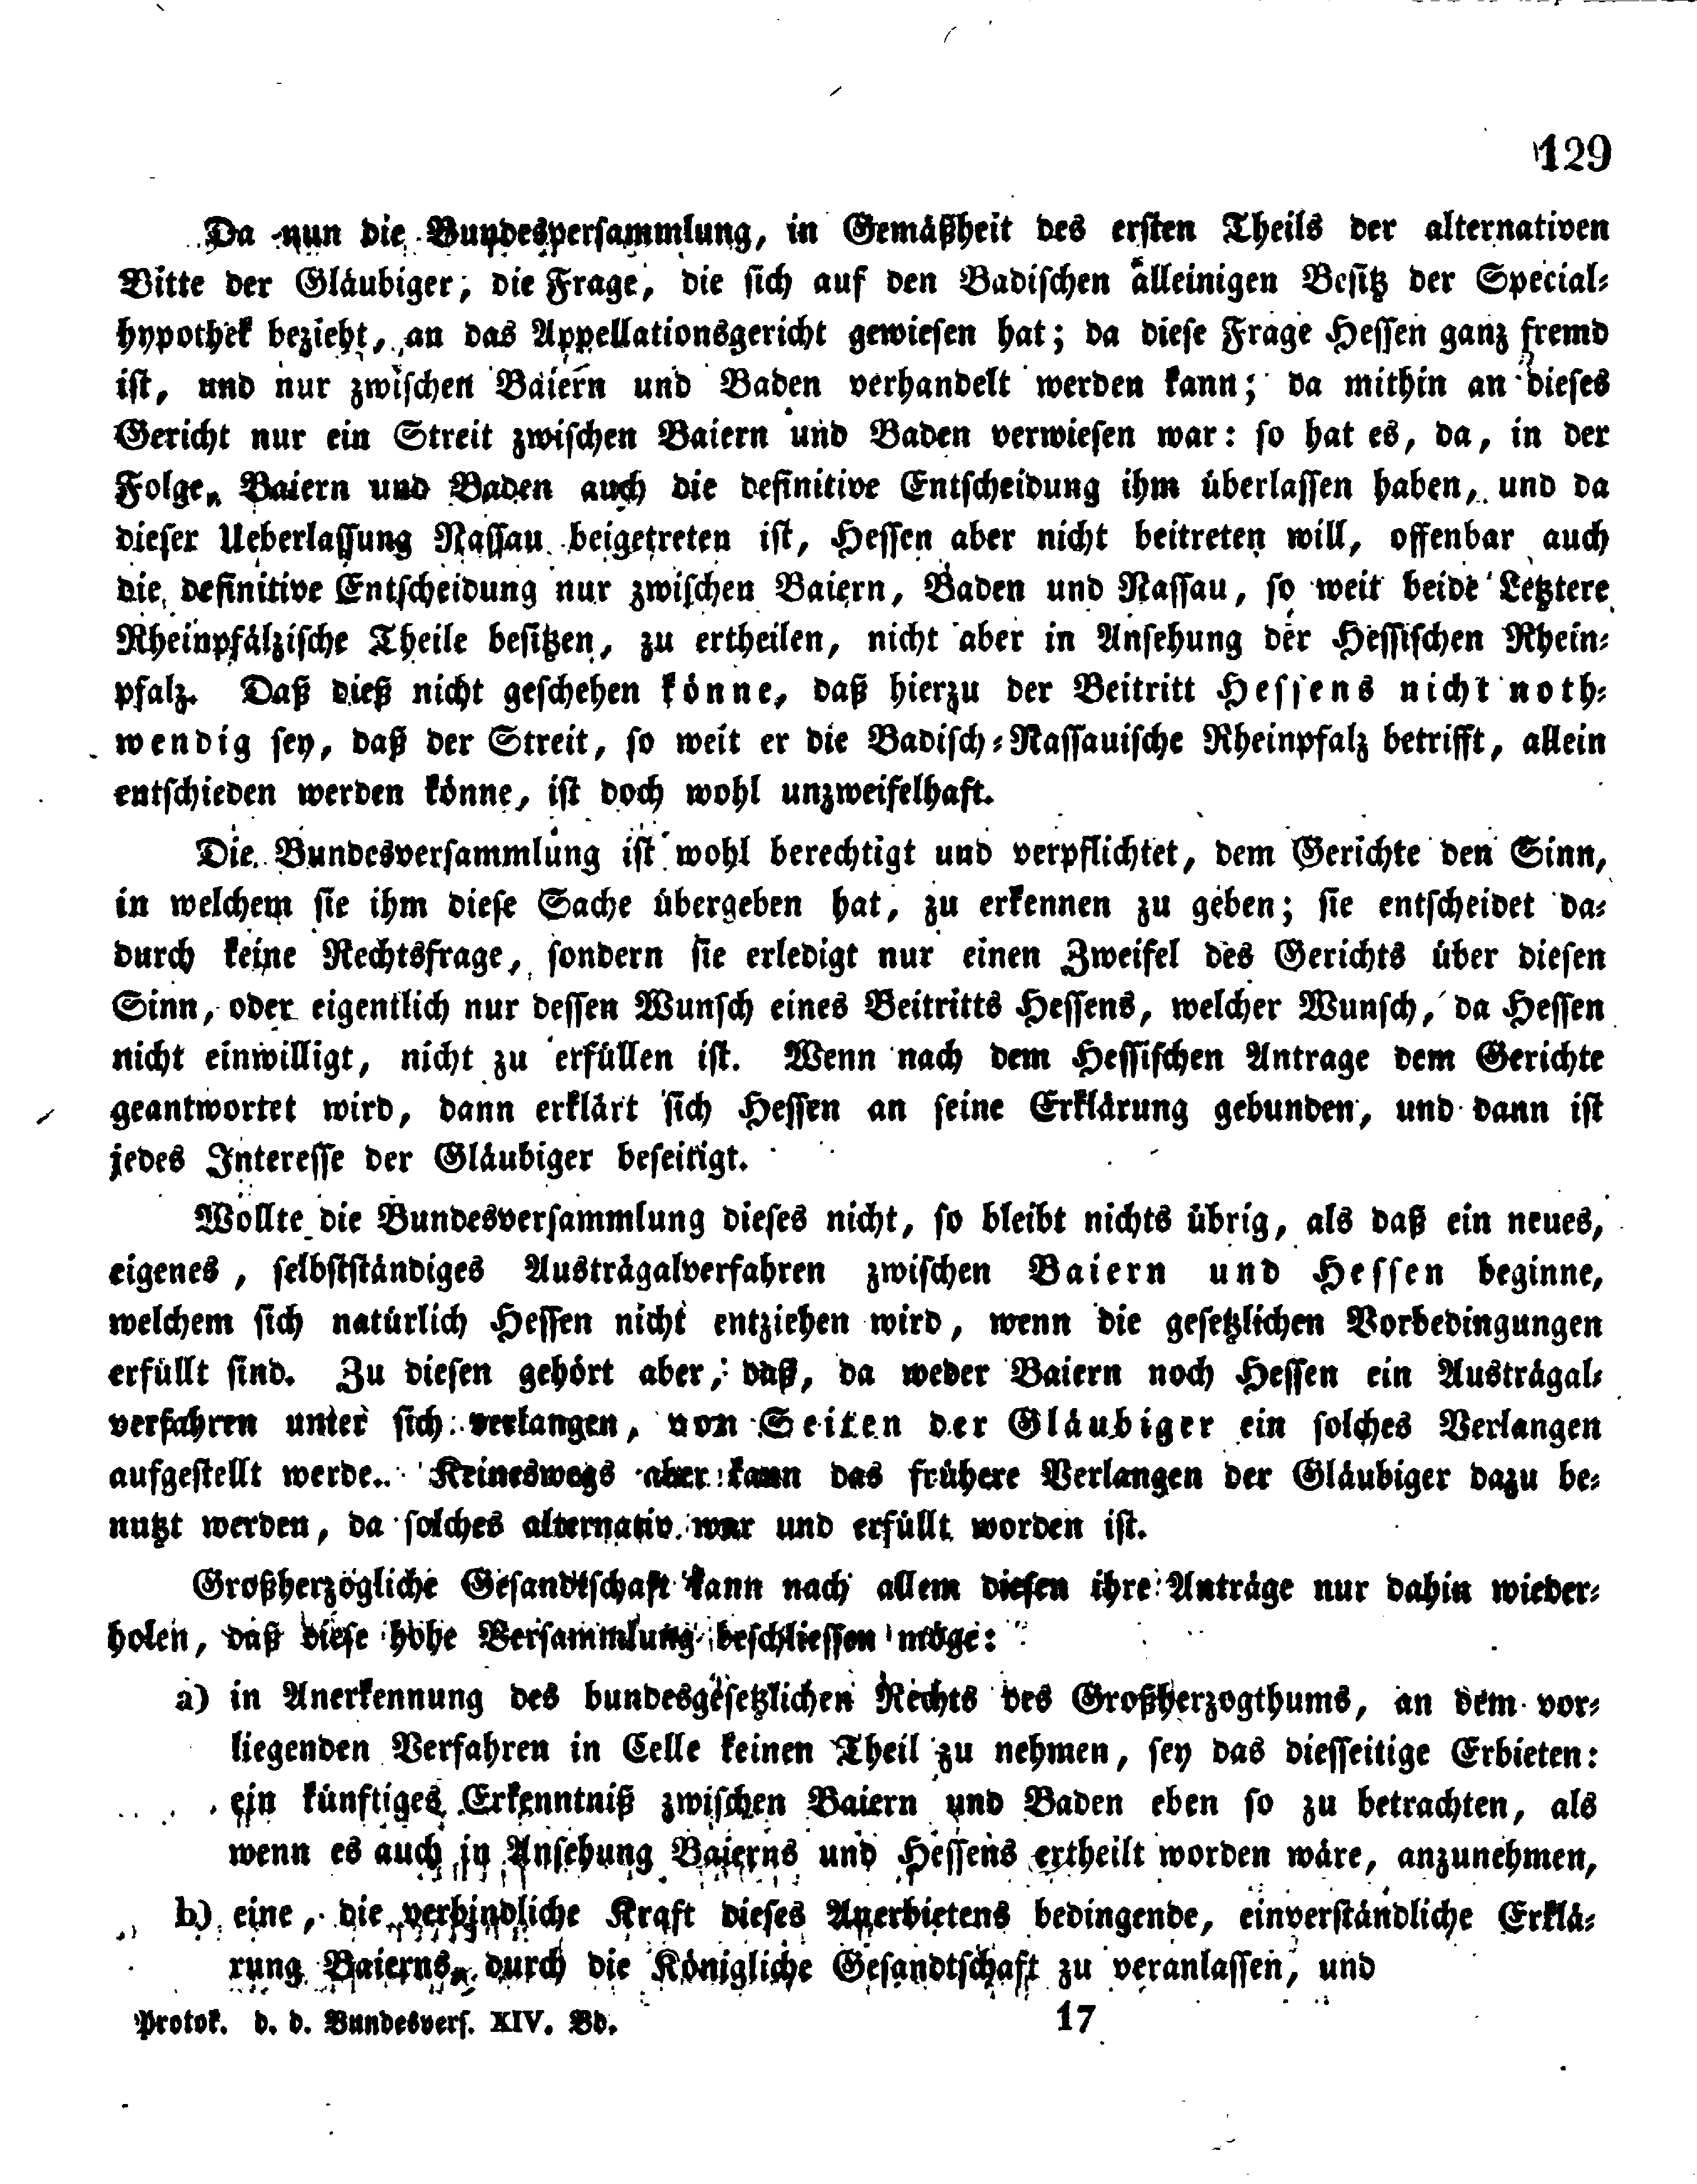 129
Da nun die Bundesversammlung, in Gemäßheit des ersten Theils der alternativen
Bitte der Gläubiger, die Frage, die sich auf den Badischen alleinigen Besitz der Special-
hypothek bezieht, an das Appellationsgericht gewiesen hat; da diese Frage Hessen ganz fremd
ist, und nur zwischen Baiern und Baden verhandelt werden kann; da mithin an dieses
Gericht nur ein Streit zwischen Baiern und Baden verwiesen war: so hat es, da, in der
Folge, Baiern und Baden auch die definitive Entscheidung ihm überlassen haben, und da
dieser Ueberlassung Nassau beigetreten ist, Hessen aber nicht beitreten will, offenbar auch
die definitive Entscheidung nur zwischen Baiern, Baden und Nassau, so weit beide Letztere
Rheinpfälzische Theile besitzen, zu ertheilen, nicht aber in Ansehung der Hessischen Rhein-
pfalz. Daß dieß nicht geschehen könne, daß hierzu der Beitritt Hessens nicht noth-
wendig sey, daß der Streit, so weit er die Badisch-Nassauische Rheinpfalz betrifft, allein
entschieden werden könne, ist doch wohl unzweifelhaft.
Die Bundesversammlung ist wohl berechtigt und verpflichtet, dem Gerichte den Sinn,
in welchem sie ihm diese Sache übergeben hat, zu erkennen zu geben; sie entscheidet da-
durch keine Rechtsfrage, sondern sie erledigt nur einen Zweifel des Gerichts über diesen
Sinn, oder eigentlich nur dessen Wunsch eines Beitritts Hessens, welcher Wunsch, da Hessen
nicht einwilligt, nicht zu erfüllen ist. Wenn nach dem Hessischen Antrage dem Gerichte
geantwortet wird, dann erklärt sich Hessen an seine Erklärung gebunden, und dann ist
jedes Interesse der Gläubiger beseitigt.
Wollte die Bundesversammlung dieses nicht, so bleibt nichts übrig, als daß ein neues,
eigenes, selbstständiges Austrägalverfahren zwischen Baiern und Hessen beginne,
welchem sich natürlich Hessen nicht entziehen wird, wenn die gesetzlichen Vorbedingungen
erfüllt sind. Zu diesen gehört aber, daß, da weder Baiern noch Hessen ein Austrägal-
verfahren unter sich verlangen, von Seiten der Gläubiger ein solches Verlangen
aufgestellt werde. Keineswegs aber kann das frühere Verlangen der Gläubiger dazu be-
nutzt werden, da solches alternativ war und erfüllt worden ist.
Großherzögliche Gesandtschaft kann nach allem diesen ihre Anträge nur dahin wieder-
holen, daß diese hohe Versammlung beschliessen möge:
a) in Anerkennung des bundesgesetzlichen Rechts des Großherzogthums, an dem vor-
liegenden Verfahren in Celle keinen Theil zu nehmen, sey das diesseitige Erbieten:
ein künftiges Erkenntniß zwischen Baiern und Baden eben so zu betrachten, als
wenn es auch in Ansehung Baierns und Hessens ertheilt worden wäre, anzunehmen,
b) eine, die verbindliche Kraft dieses Anerbietens bedingende, einverständliche Erklä-
rung Baierns, durch die Königliche Gesandtschaft zu veranlassen, und
Protok. d. d. Bundesvers. XIV. Bd. 17